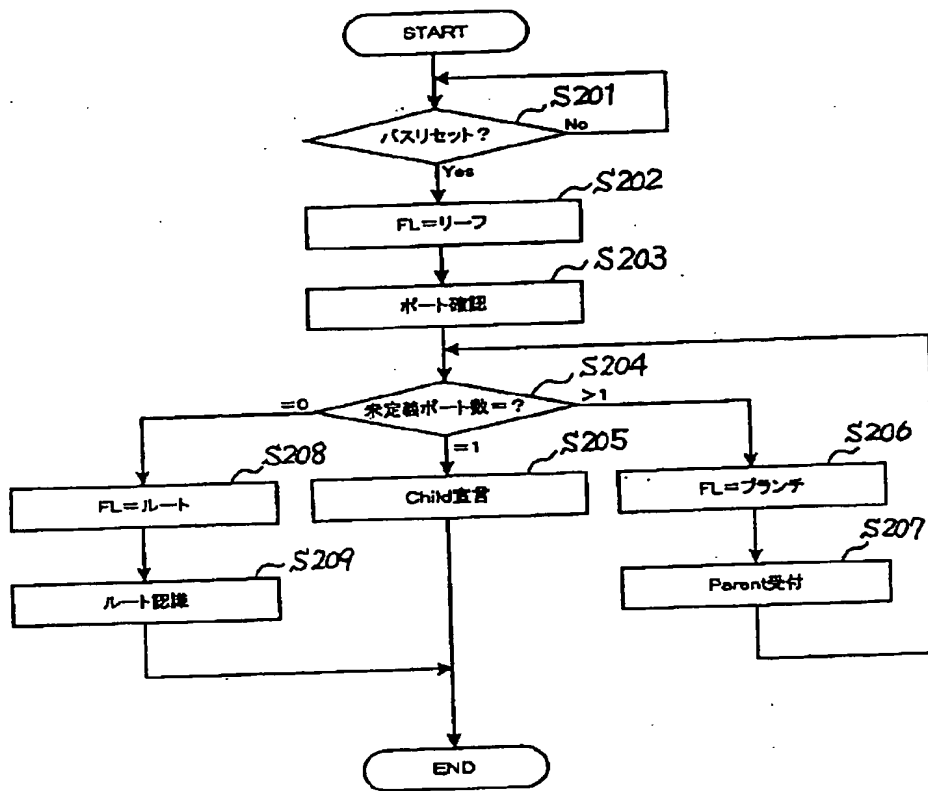 START
S201
バスリセット?
No
Yes
S202
FL=リーフ
S203
ポート確認
S204
=0
未定義ポート数=?
>1
=1
S208
S205
S206
FL=ルート
Child宣言
FL=ブランチ
S209
S207
ルート認識
Parent受付
END